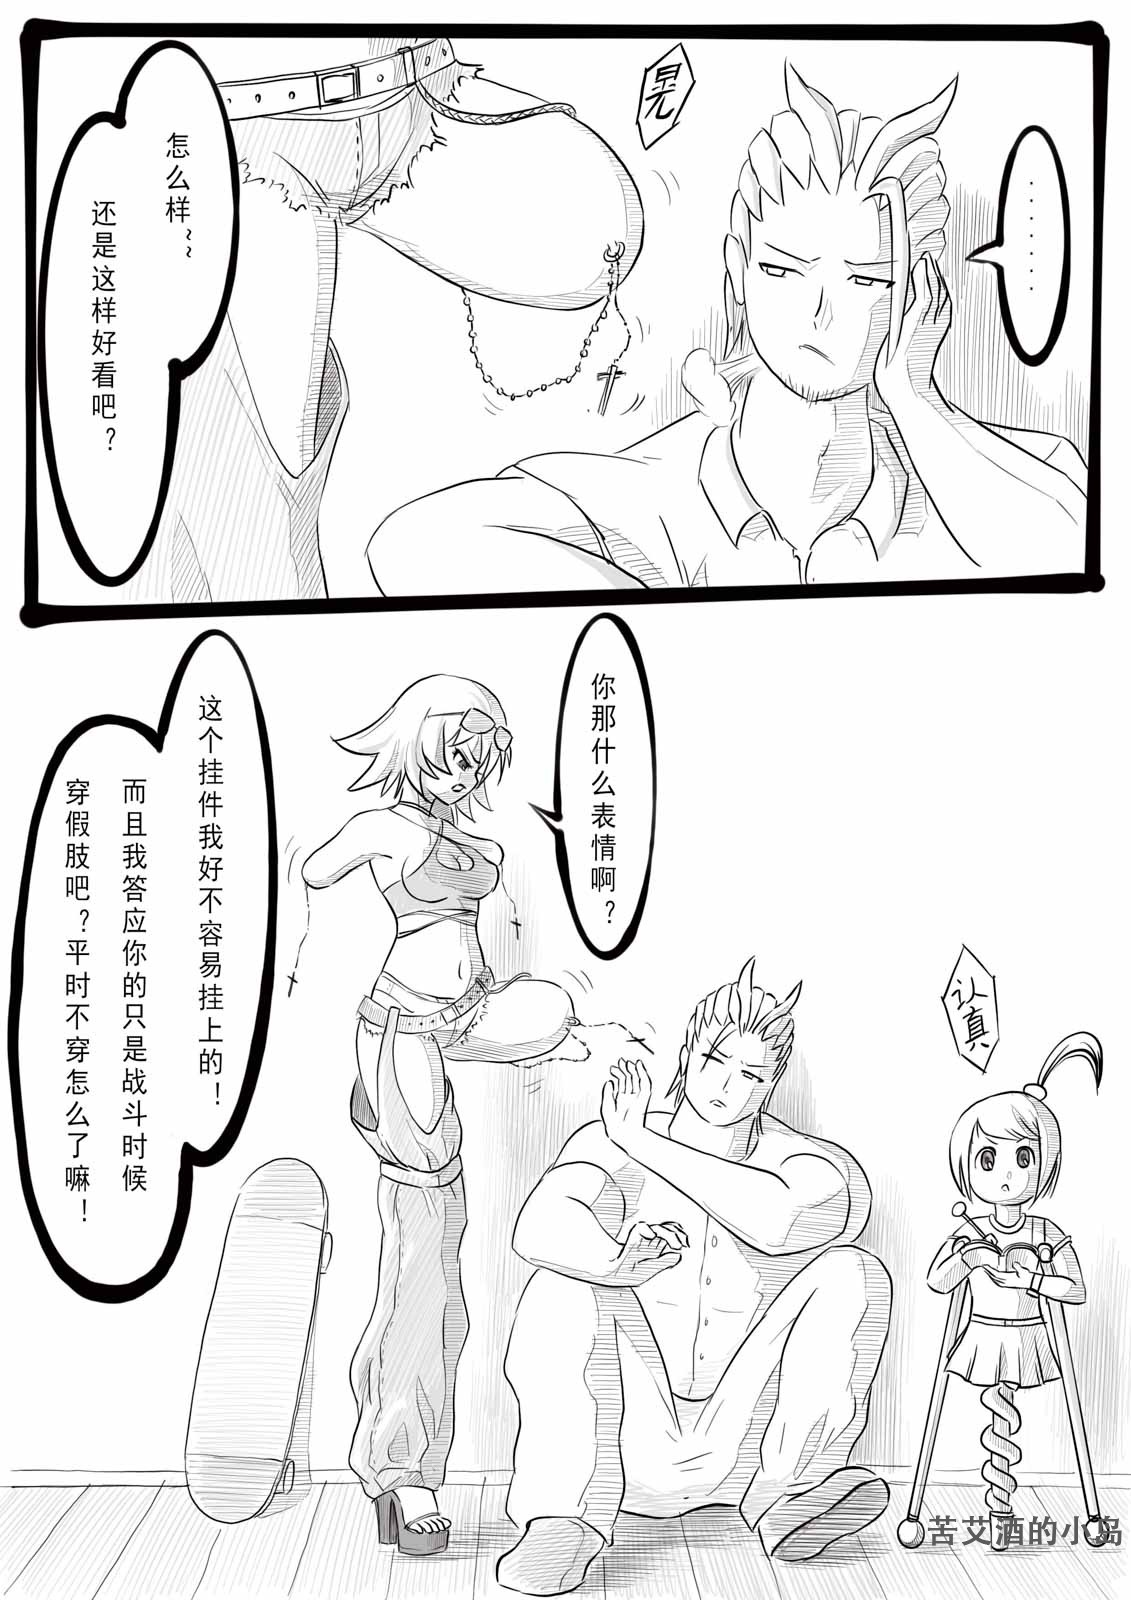 怎么样~~
还是这样好看吧?
晃
………
你那什么表情啊?
这个挂件我好不容易挂上的!
而且我答应你的只是战斗时候
穿假肢吧?平时不穿怎么了嘛!
认真
苦艾酒的小岛